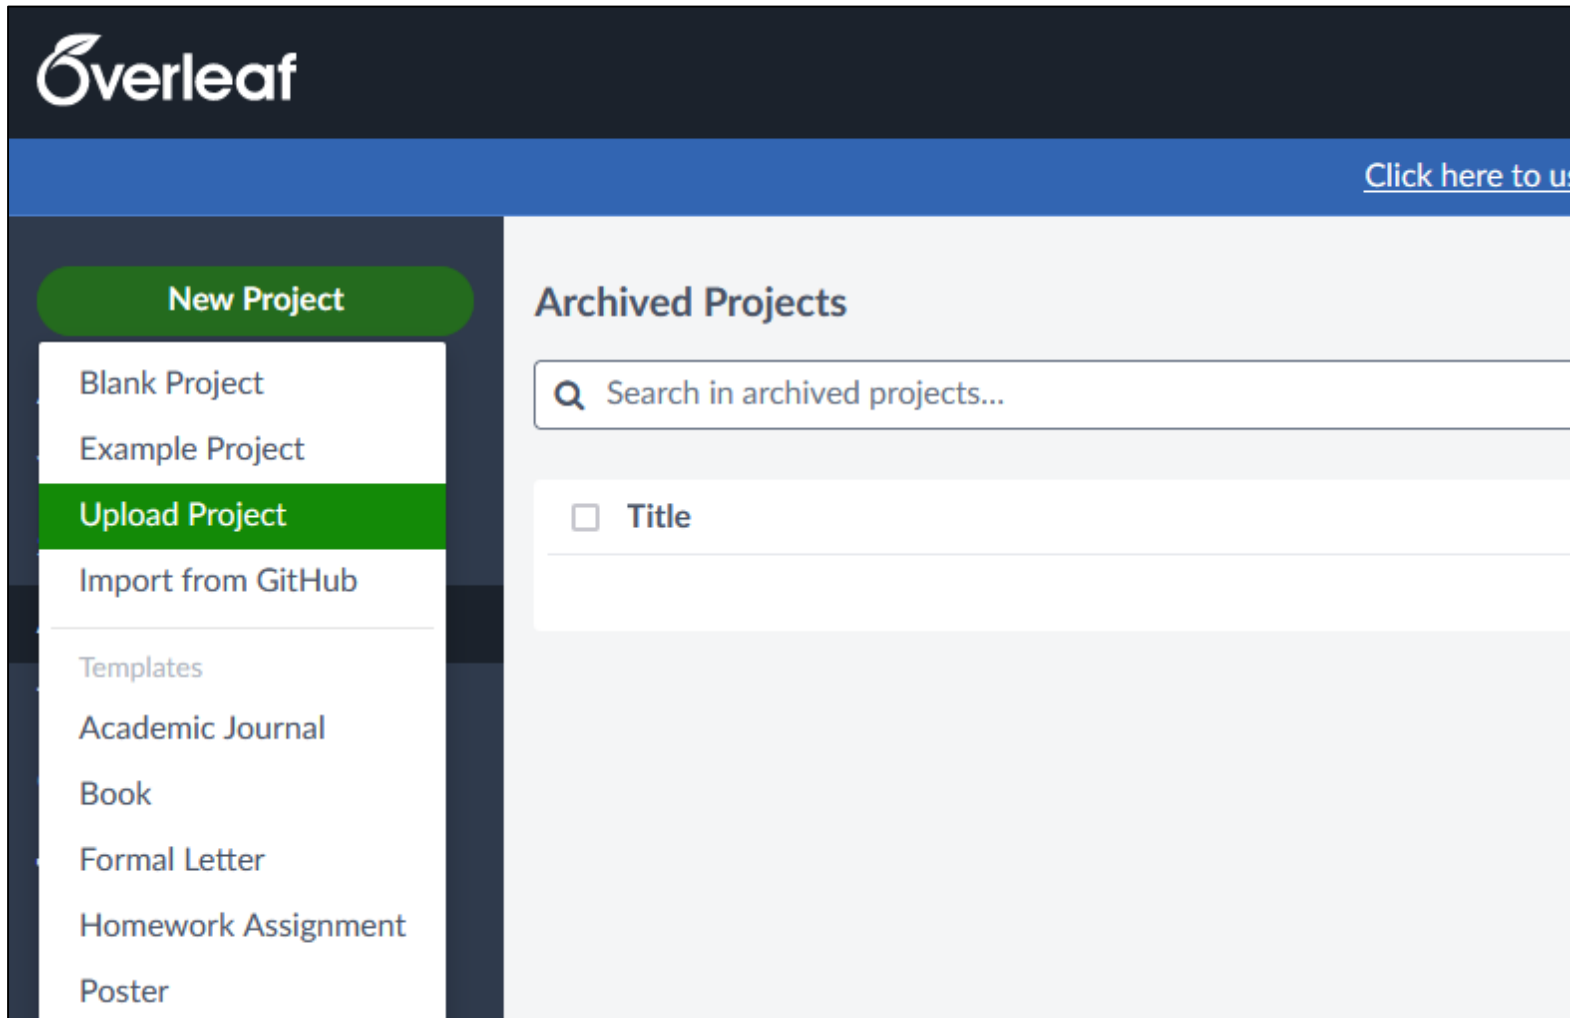 Overleaf
Click here to us
New Project
Archived Projects
Blank Project
Search in archived projects...
Example Project
Upload Project
Title
Import from GitHub
Templates
Academic Journal
Book
Formal Letter
Homework Assignment
Poster